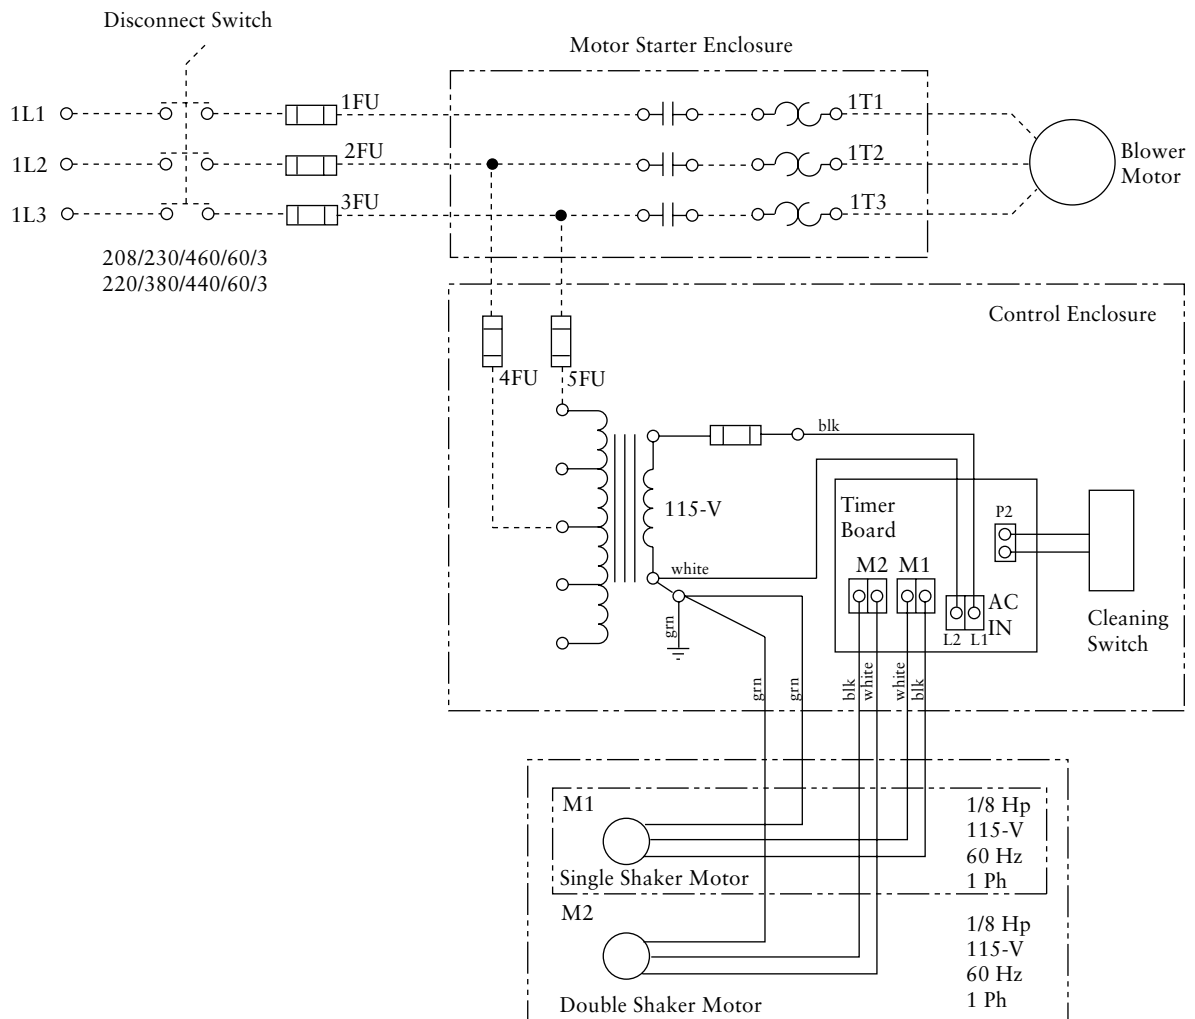 Disconnect Switch
Motor Starter Enclosure
1L1
1FU
1T1
1L2
2FU
1T2
Blower
Motor
1L3
3FU
1T3
208/230/460/60/3
220/380/440/60/3
Control Enclosure
4FU
5FU
blk
115-V
Timer
Board
P2
white
M2
M1
AC
IN
L2
L1
Cleaning
Switch
grn
grn
grn
blk
white
white
blk
M1
1/8 Hp
115-V
60 Hz
1 Ph
Single Shaker Motor
M2
1/8 Hp
115-V
60 Hz
1 Ph
Double Shaker Motor